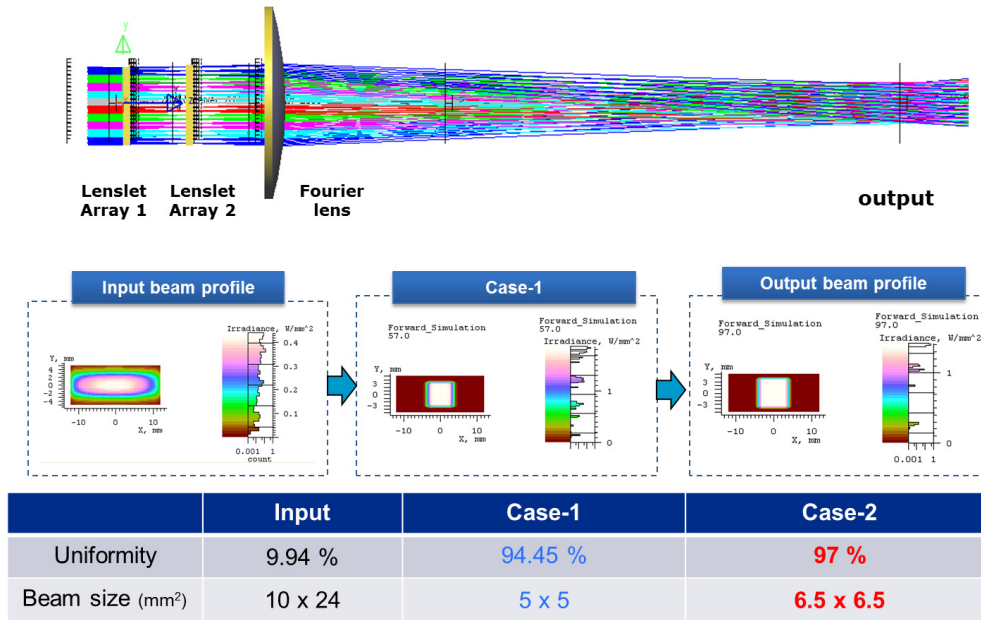 y
Lenslet
Array 1
Lenslet
Array 2
Fourier
lens
output
Input beam profile
Irradiance, W/mm^2
Y, mm
4
2
0
-2
-4
-10 0 10
X, mm
0.4
0.3
0.2
0.1
0.001 1
count
Case-1
Forward_Simulation
57.0
Y, mm
3
0
-3
-10 0 10
X, mm
Forward_Simulation
57.0
Irradiance, W/mm^2
1
0
Output beam profile
Forward_Simulation
97.0
Y, mm
3
0
-3
-10 0 10
X, mm
Forward_Simulation
97.0
Irradiance, W/mm^2
1
0
0.001 1
Input Case-1 Case-2
Uniformity 9.94 % 94.45 % 97 %
Beam size (mm²) 10 x 24 5 x 5 6.5 x 6.5